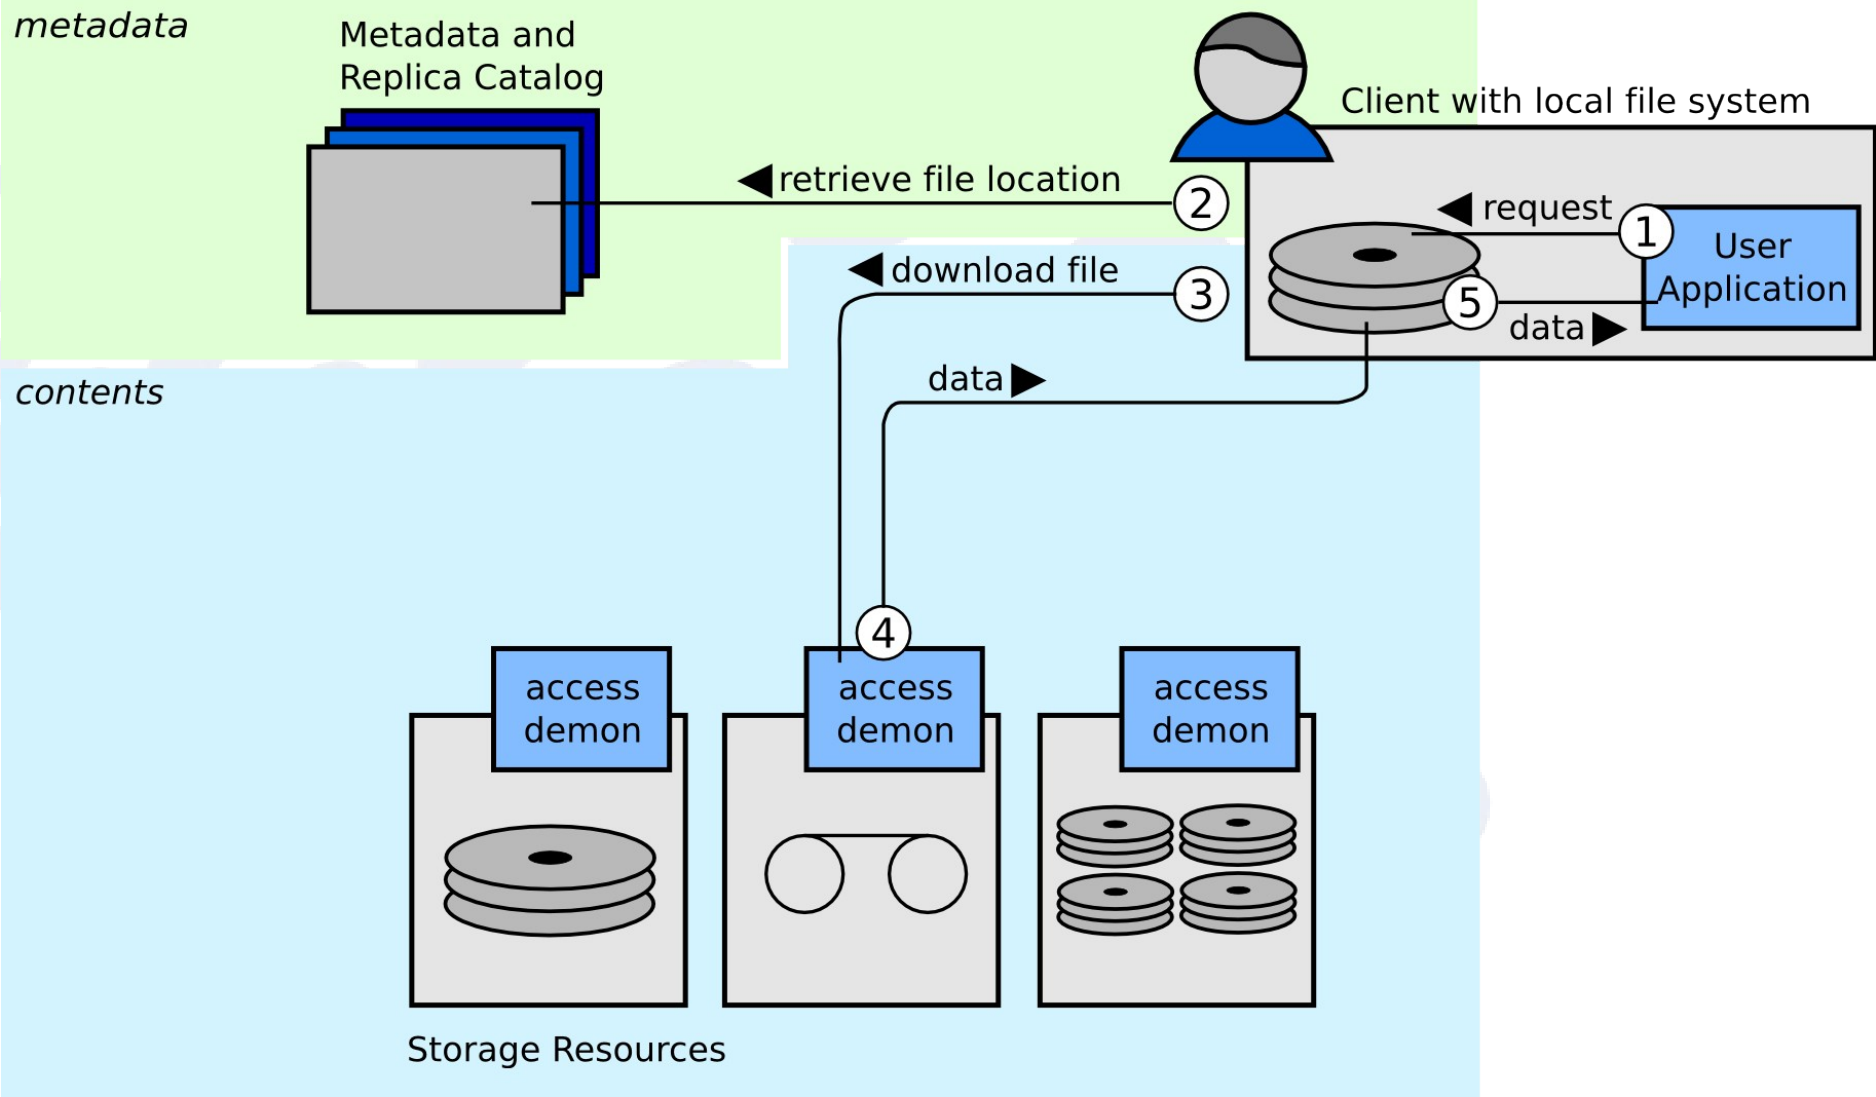 metadata
Metadata and
Replica Catalog
Client with local file system
retrieve file location
2
request
1
User
Application
download file
3
5
data
data
contents
4
access
demon
access
demon
access
demon
Storage Resources